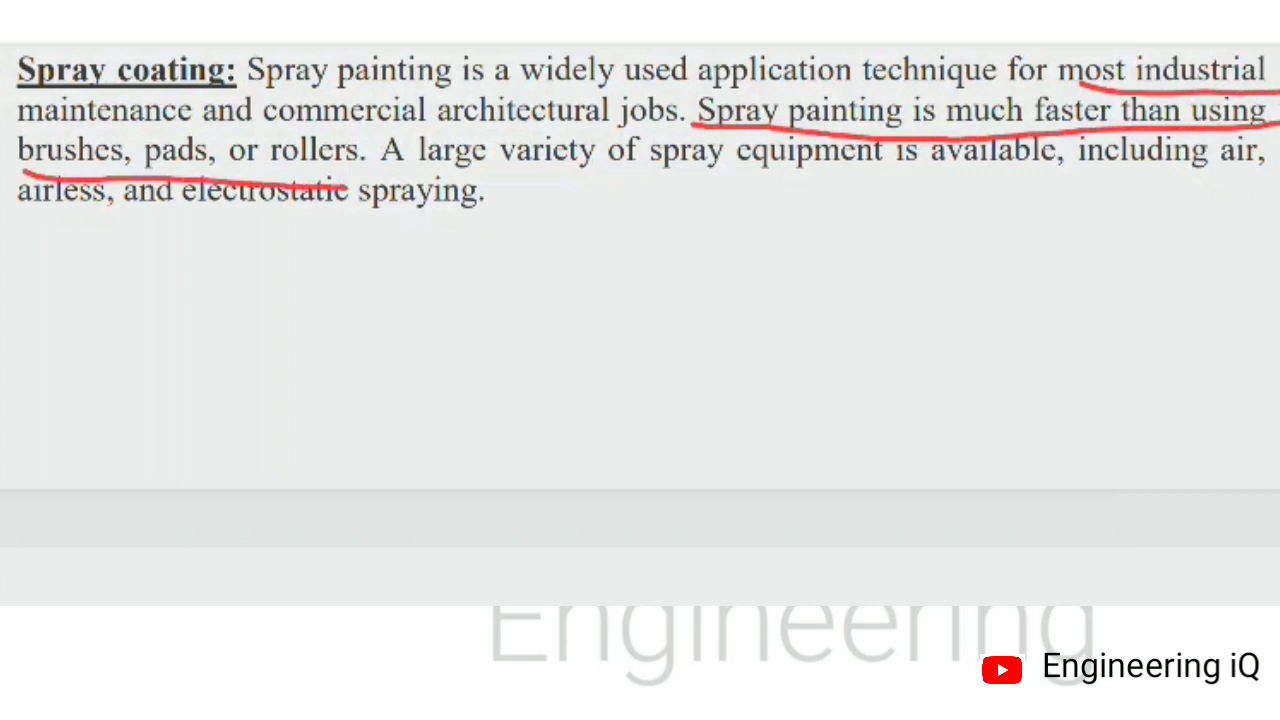 Spray coating: Spray painting is a widely used application technique for most industrial
maintenance and commercial architectural jobs. Spray painting is much faster than using
brushes, pads, or rollers. A large variety of spray equipment is available, including air,
airless, and electrostatic spraying.
Engineering
Engineering iQ